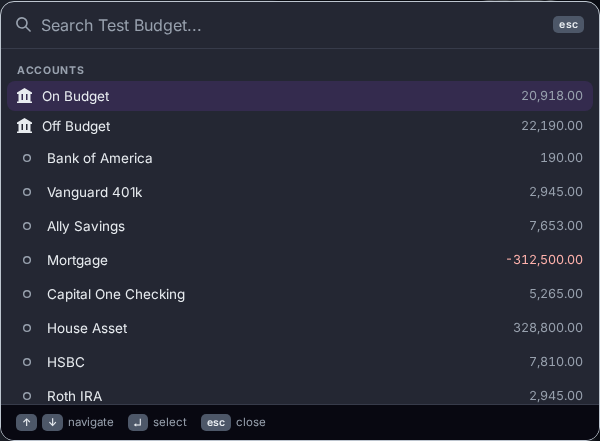 Search Test Budget... esc
ACCOUNTS
On Budget 20,918.00
Off Budget 22,190.00
Bank of America 190.00
Vanguard 401k 2,945.00
Ally Savings 7,653.00
Mortgage -312,500.00
Capital One Checking 5,265.00
House Asset 328,800.00
HSBC 7,810.00
Roth IRA 2,945.00
↑ ↓ navigate ↵ select esc close